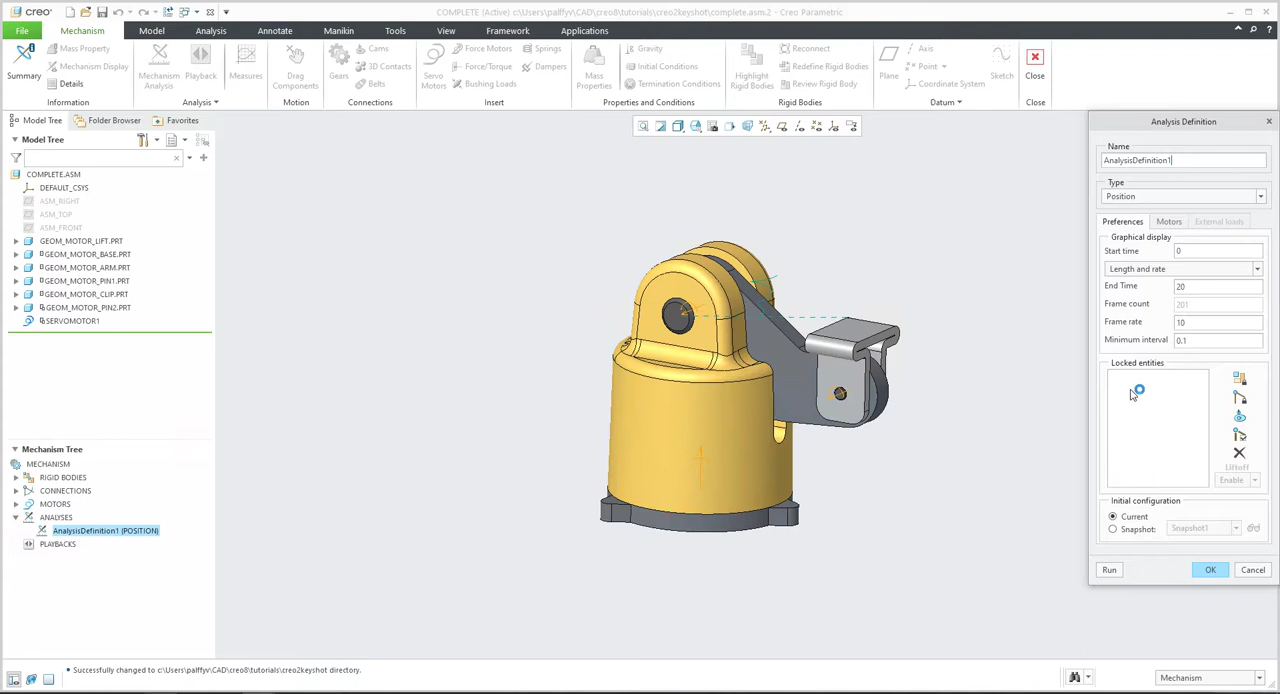 creo°
COMPLETE (Active) c:\Users\palffyv\CAD\creo8\tutorials\creo2keyshot\complete.asm.2 - Creo Parametric
File Mechanism Model Analysis Annotate Manikin Tools View Framework Applications
Summary
Mass Property
Mechanism Display
Details
Information
Mechanism Analysis
Playback
Measures
Analysis
Drag Components
Motion
Gears
Cams
3D Contacts
Belts
Connections
Servo Motors
Force Motors
Force/Torque
Bushing Loads
Springs
Dampers
Insert
Mass Properties
Gravity
Initial Conditions
Termination Conditions
Properties and Conditions
Highlight Rigid Bodies
Reconnect
Redefine Rigid Bodies
Review Rigid Body
Rigid Bodies
Plane
Axis
Point
Coordinate System
Sketch
Datum
Close
Close
Model Tree Folder Browser Favorites
Model Tree
COMPLETE.ASM
DEFAULT_CSYS
ASM_RIGHT
ASM_TOP
ASM_FRONT
GEOM_MOTOR_LIFT.PRT
GEOM_MOTOR_BASE.PRT
GEOM_MOTOR_ARM.PRT
GEOM_MOTOR_PIN1.PRT
GEOM_MOTOR_CLIP.PRT
GEOM_MOTOR_PIN2.PRT
SERVOMOTOR1
Mechanism Tree
MECHANISM
RIGID BODIES
CONNECTIONS
MOTORS
ANALYSES
AnalysisDefinition1 (POSITION)
PLAYBACKS
Analysis Definition
Name
AnalysisDefinition1
Type
Position
Preferences Motors External loads
Graphical display
Start time 0
Length and rate
End Time 20
Frame count 201
Frame rate 10
Minimum interval 0.1
Locked entities
Liftoff
Enable
Initial configuration
Current
Snapshot: Snapshot1
Run OK Cancel
• Successfully changed to c:\Users\palffyv\CAD\creo8\tutorials\creo2keyshot directory.
Mechanism